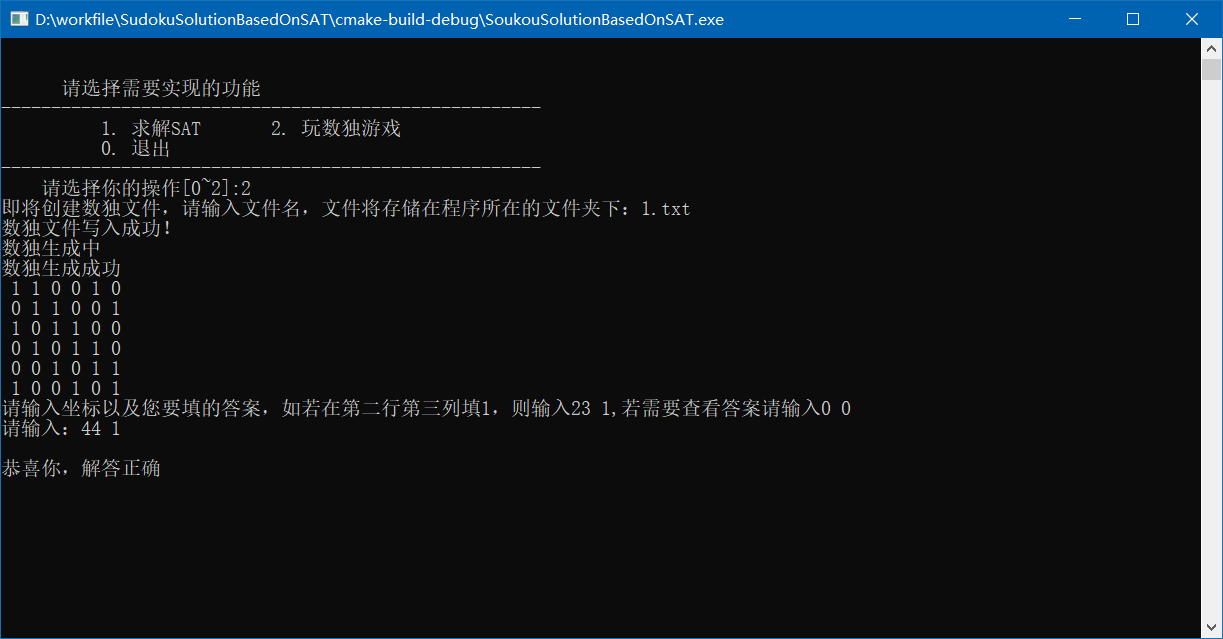 D:\workfile\SudokuSolutionBasedOnSAT\cmake-build-debug\SoukouSolutionBasedOnSAT.exe
请选择需要实现的功能
------------------------------------------------------
1. 求解SAT 2. 玩数独游戏
0. 退出
------------------------------------------------------
请选择你的操作[0~2]:2
即将创建数独文件，请输入文件名，文件将存储在程序所在的文件夹下：1.txt
数独文件写入成功！
数独生成中
数独生成成功
1 1 0 0 1 0
0 1 1 0 0 1
1 0 1 1 0 0
0 1 0 1 1 0
0 0 1 0 1 1
1 0 0 1 0 1
请输入坐标以及您要填的答案，如若在第二行第三列填1，则输入23 1,若需要查看答案请输入0 0
请输入：44 1
恭喜你，解答正确